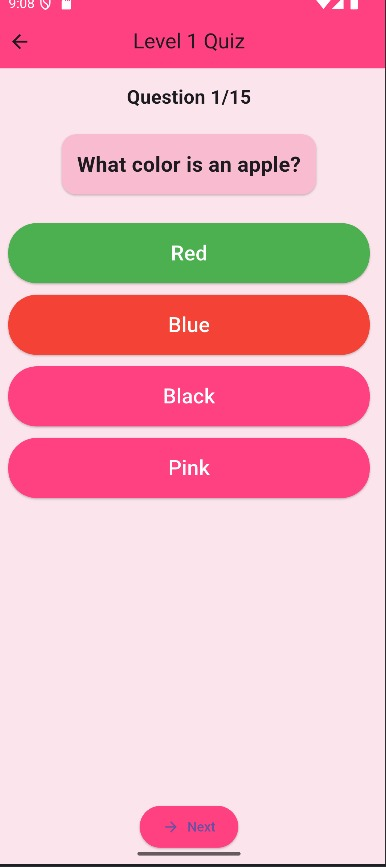 9:08
Level 1 Quiz
Question 1/15
What color is an apple?
Red
Blue
Black
Pink
Next